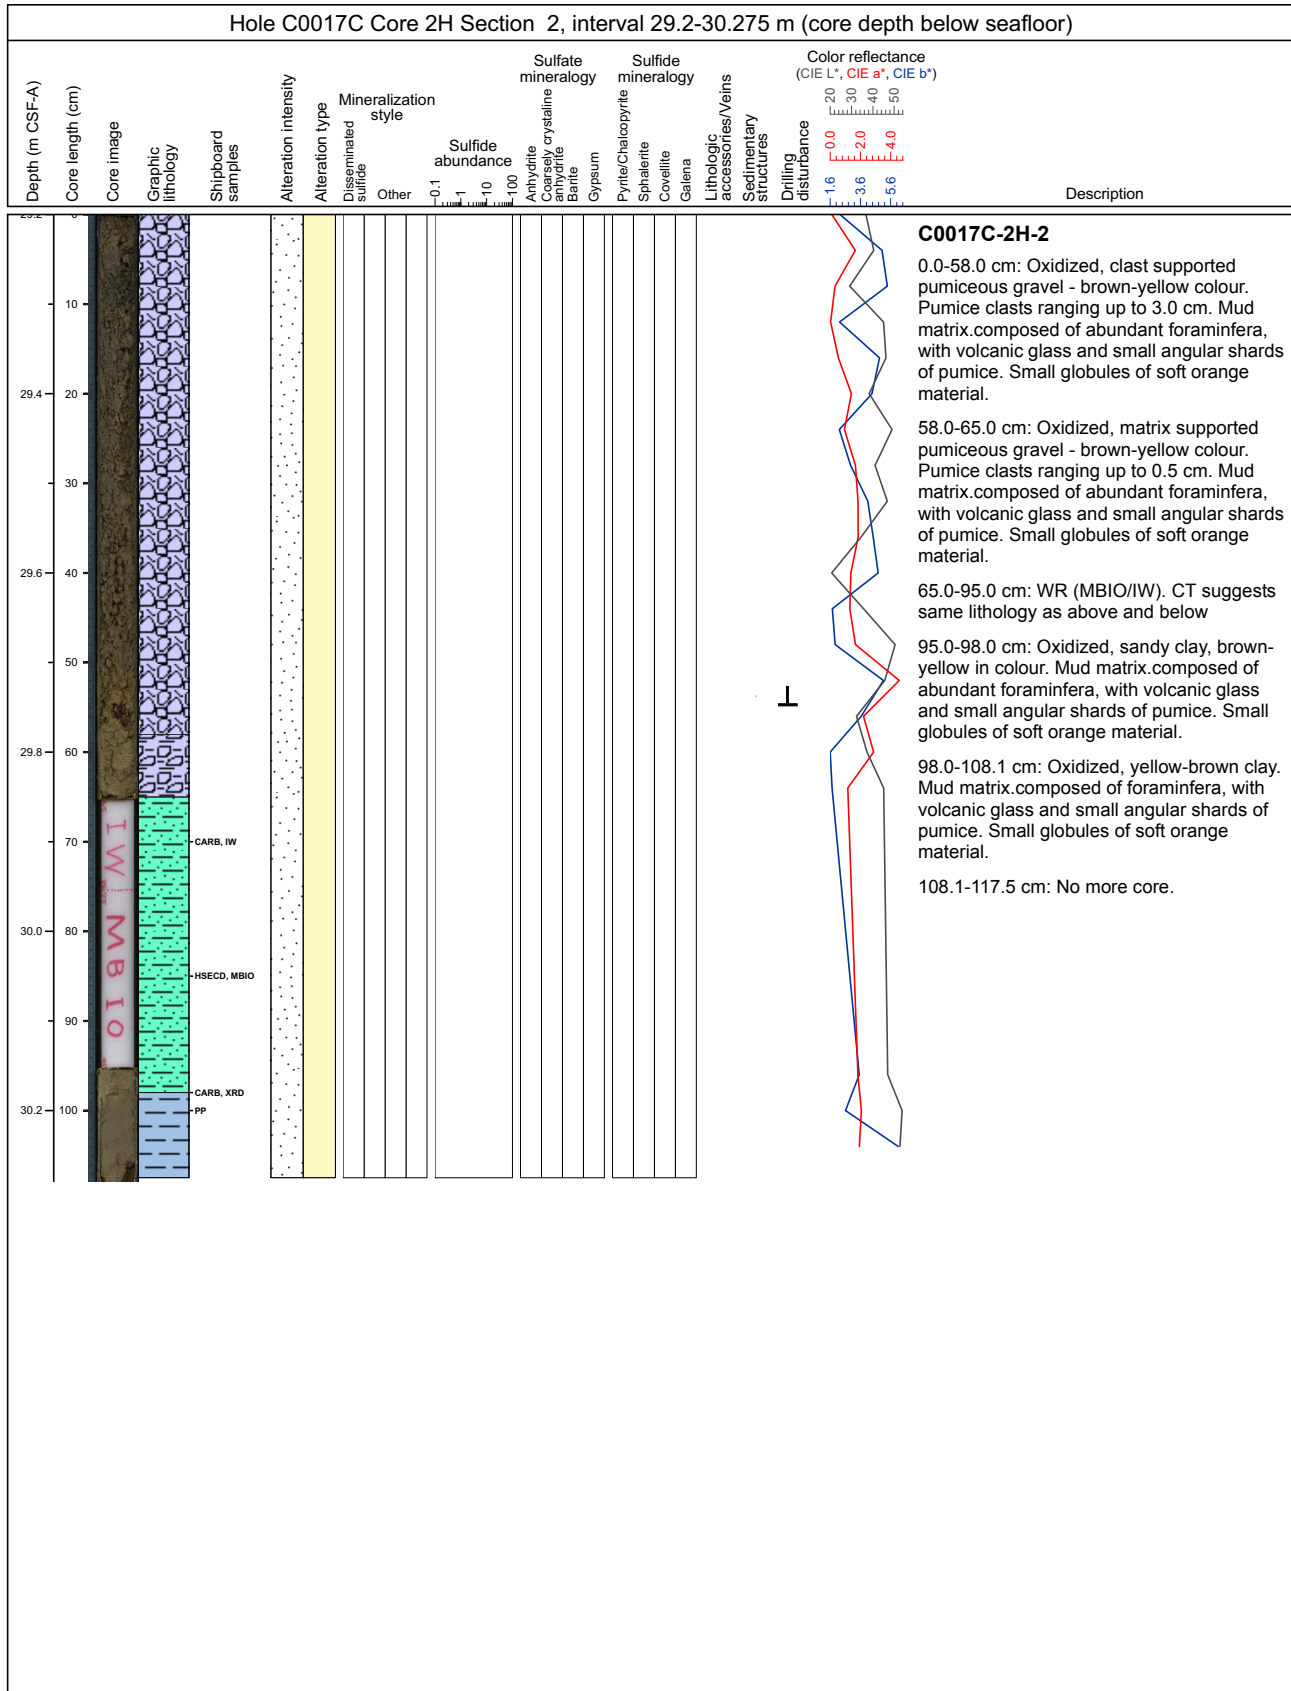 Hole C0017C Core 2H Section 2, interval 29.2-30.275 m (core depth below seafloor)
Depth (m CSF-A)
Core length (cm)
Core image
Graphic
lithology
Shipboard
samples
Alteration intensity
Alteration type
Mineralization
style
Disseminated
sulfide
Other
Sulfide
abundance
0.1
1
10
100
Sulfate
mineralogy
Anhydrite
Coarsely crystaline
anhydrite
Barite
Gypsum
Sulfide
mineralogy
Pyrite/Chalcopyrite
Sphalerite
Covellite
Galena
Lithologic
accessories/Veins
Sedimentary
structures
Drilling
disturbance
Color reflectance
(CIE L*, CIE a*, CIE b*)
20 30 40 50
0.0 2.0 4.0
1.6 3.6 5.6
Description
29.2
29.4
29.6
29.8
30.0
30.2
0
10
20
30
40
50
60
70
80
90
100
IW
MBIO
CARB, IW
HSECD, MBIO
CARB, XRD
PP
C0017C-2H-2
0.0-58.0 cm: Oxidized, clast supported
pumiceous gravel - brown-yellow colour.
Pumice clasts ranging up to 3.0 cm. Mud
matrix.composed of abundant foraminfera,
with volcanic glass and small angular shards
of pumice. Small globules of soft orange
material.
58.0-65.0 cm: Oxidized, matrix supported
pumiceous gravel - brown-yellow colour.
Pumice clasts ranging up to 0.5 cm. Mud
matrix.composed of abundant foraminfera,
with volcanic glass and small angular shards
of pumice. Small globules of soft orange
material.
65.0-95.0 cm: WR (MBIO/IW). CT suggests
same lithology as above and below
95.0-98.0 cm: Oxidized, sandy clay, brown-
yellow in colour. Mud matrix.composed of
abundant foraminfera, with volcanic glass
and small angular shards of pumice. Small
globules of soft orange material.
98.0-108.1 cm: Oxidized, yellow-brown clay.
Mud matrix.composed of foraminfera, with
volcanic glass and small angular shards of
pumice. Small globules of soft orange
material.
108.1-117.5 cm: No more core.